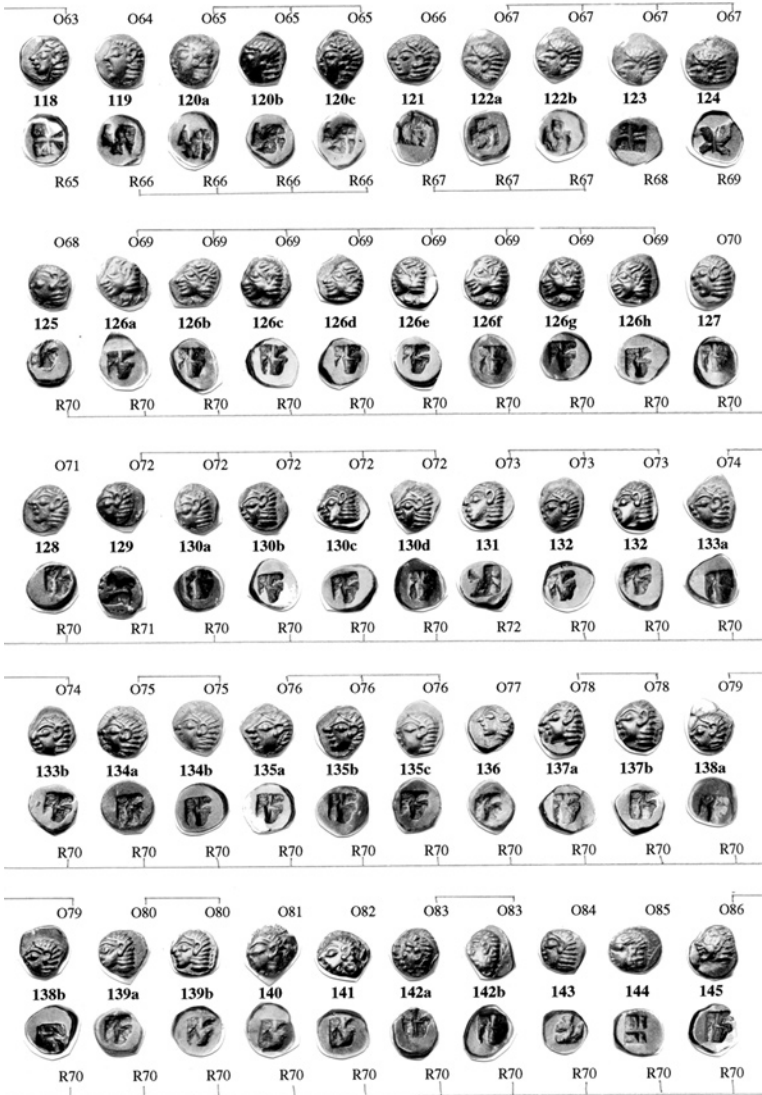 O63 O64 O65 O65 O65 O66 O67 O67 O67 O67
118 119 120a 120b 120c 121 122a 122b 123 124
R65 R66 R66 R66 R66 R67 R67 R67 R68 R69
O68 O69 O69 O69 O69 O69 O69 O69 O69 O70
125 126a 126b 126c 126d 126e 126f 126g 126h 127
R70 R70 R70 R70 R70 R70 R70 R70 R70 R70
O71 O72 O72 O72 O72 O72 O73 O73 O73 O74
128 129 130a 130b 130c 130d 131 132 132 133a
R70 R71 R70 R70 R70 R70 R72 R70 R70 R70
O74 O75 O75 O76 O76 O76 O77 O78 O78 O79
133b 134a 134b 135a 135b 135c 136 137a 137b 138a
R70 R70 R70 R70 R70 R70 R70 R70 R70 R70
O79 O80 O80 O81 O82 O83 O83 O84 O85 O86
138b 139a 139b 140 141 142a 142b 143 144 145
R70 R70 R70 R70 R70 R70 R70 R70 R70 R70